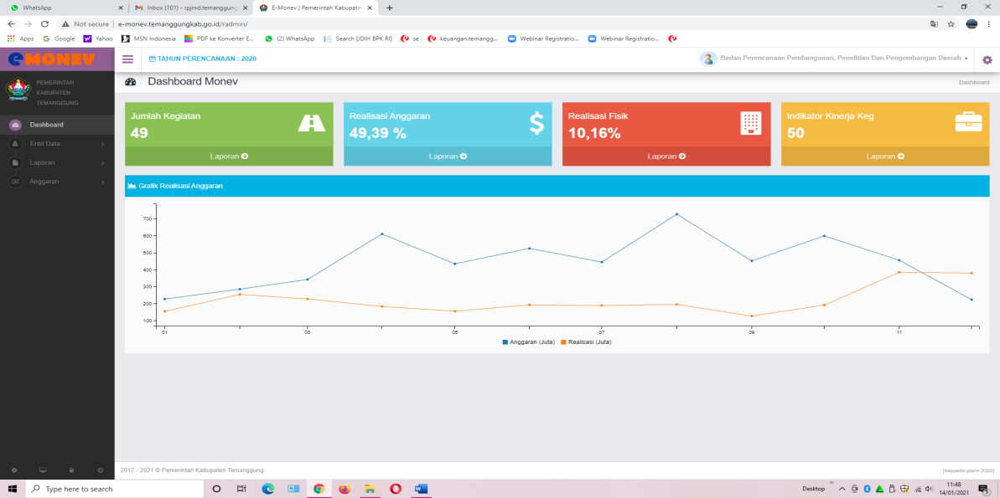 WhatsApp
Inbox (101) - rpjmd.temanggung
E-Monev | Pemerintah Kabupate
Not secure | e-monev.temanggungkab.go.id/radmin/
Apps
Google
Yahoo
MSN Indonesia
PDF ke Konverter E...
(2) WhatsApp
Search [JDIH BPK RI]
se
keuangan.temangg...
Webinar Registratio...
Webinar Registratio...
eMONEV
TAHUN PERENCANAAN : 2020
Badan Perencanaan Pembangunan, Penelitian Dan Pengembangan Daerah
PEMERINTAH
KABUPATEN
TEMANGGUNG
Dashboard
Entri Data
Laporan
Anggaran
Dashboard Monev
Dashboard
Jumlah Kegiatan
49
Laporan
Realisasi Anggaran
49,39 %
Laporan
Realisasi Fisik
10,16%
Laporan
Indikator Kinerja Keg
50
Laporan
Grafik Realisasi Anggaran
700
600
500
400
300
200
100
01 03 05 07 09 11
Anggaran (Juta) Realisasi (Juta)
2017 - 2021 © Pemerintah Kabupaten Temanggung.
[bappeda plann 2020]
Type here to search
Desktop
11:48
14/01/2021